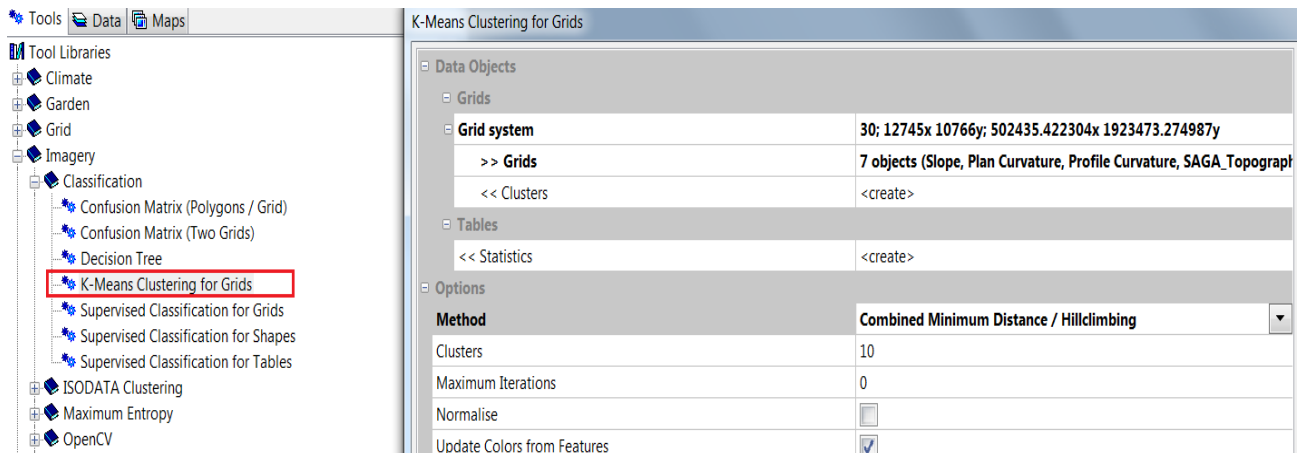 Tools Data Maps
Tool Libraries
Climate
Garden
Grid
Imagery
Classification
Confusion Matrix (Polygons / Grid)
Confusion Matrix (Two Grids)
Decision Tree
K-Means Clustering for Grids
Supervised Classification for Grids
Supervised Classification for Shapes
Supervised Classification for Tables
ISODATA Clustering
Maximum Entropy
OpenCV
K-Means Clustering for Grids
Data Objects
Grids
Grid system 30; 12745x 10766y; 502435.422304x 1923473.274987y
>> Grids 7 objects (Slope, Plan Curvature, Profile Curvature, SAGA_Topograph
<< Clusters <create>
Tables
<< Statistics <create>
Options
Method Combined Minimum Distance / Hillclimbing
Clusters 10
Maximum Iterations 0
Normalise
Update Colors from Features